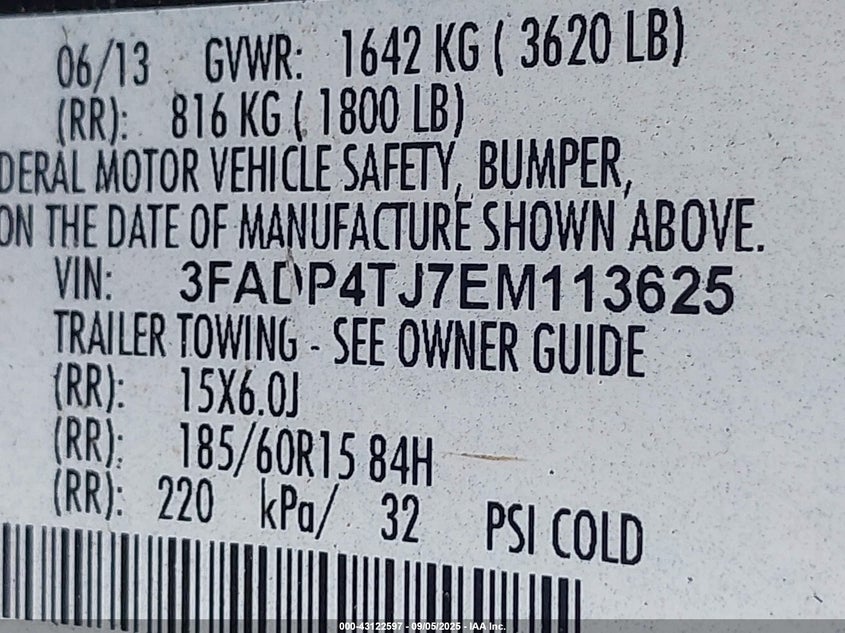 06/13 GVWR: 1642 KG ( 3620 LB)
(RR): 816 KG ( 1800 LB)
DERAL MOTOR VEHICLE SAFETY, BUMPER,
ON THE DATE OF MANUFACTURE SHOWN ABOVE.
VIN: 3FADP4TJ7EM113625
TRAILER TOWING - SEE OWNER GUIDE
(RR): 15X6.0J
(RR): 185/60R15 84H
(RR): 220 kPa/ 32 PSI COLD
000-43122597 - 09/05/2025 - IAA Inc.